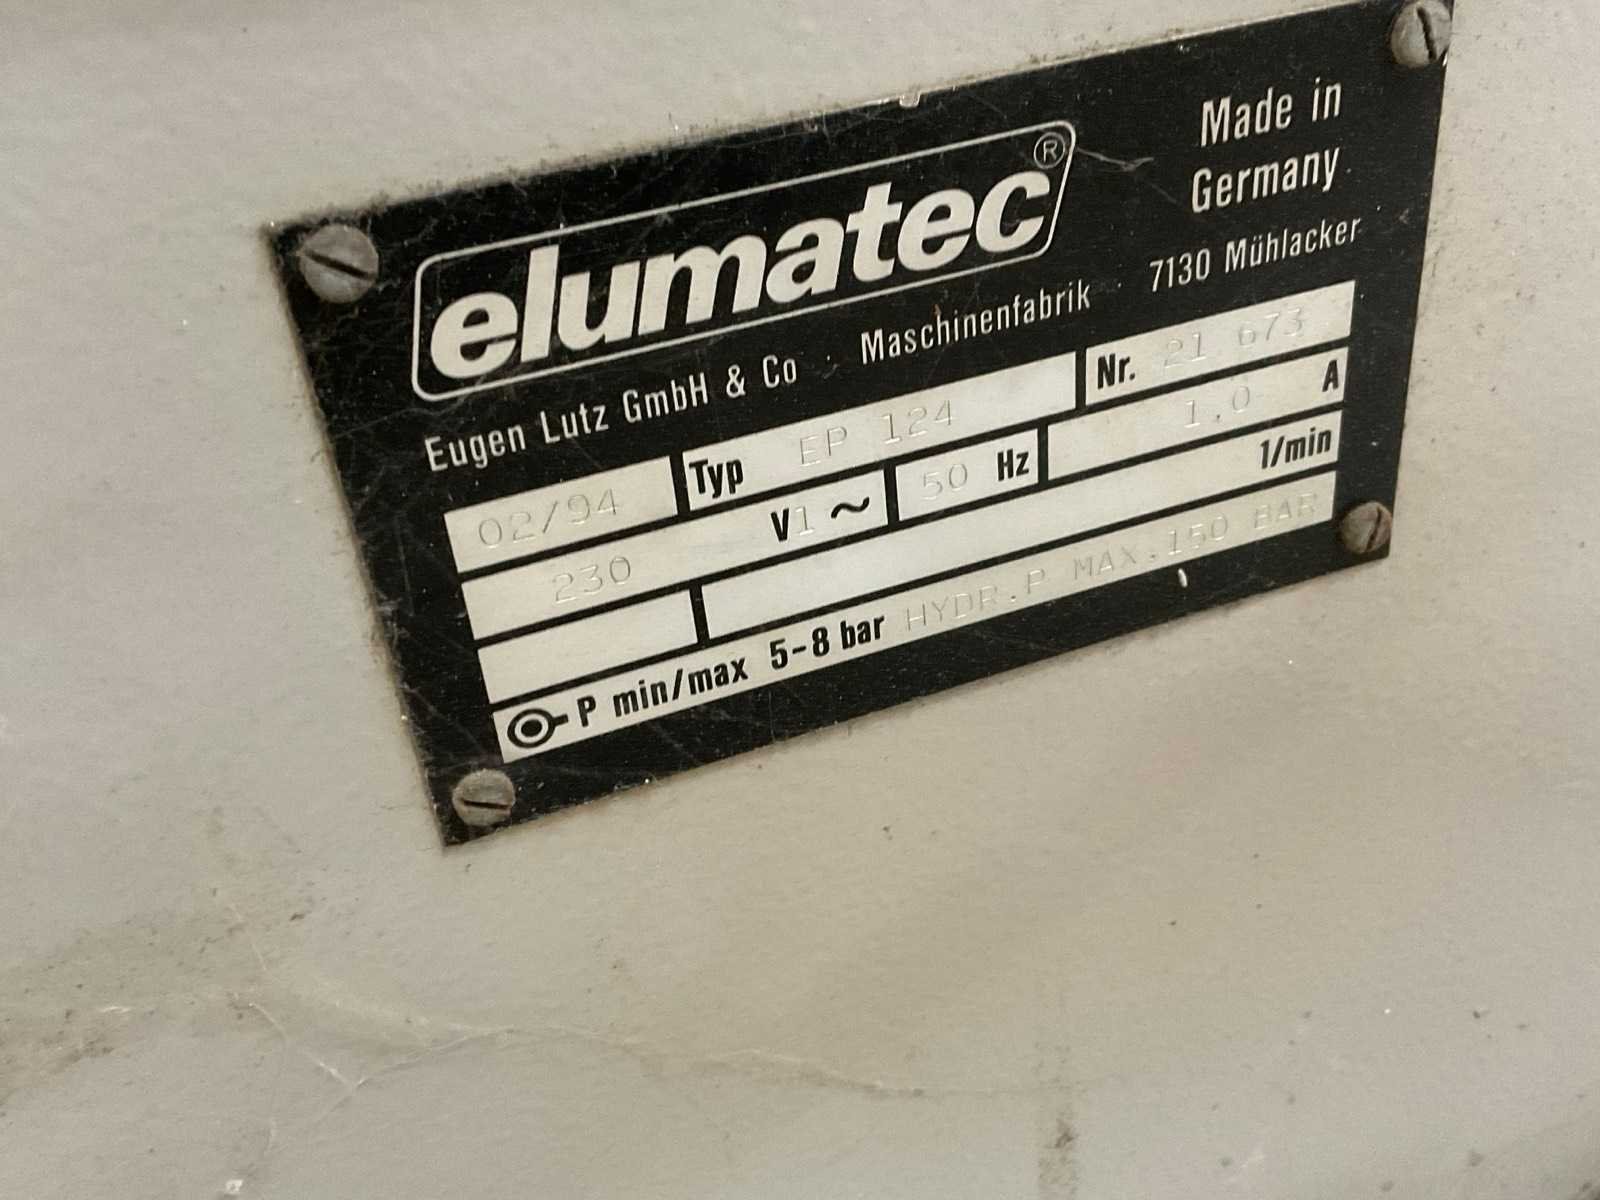 elumatec ®
Made in
Germany
Eugen Lutz GmbH & Co · Maschinenfabrik · 7130 Mühlacker
02/94 Typ EP 124 Nr. 21 673
230 V1 ~ 50 Hz 1.0 A
1/min
P min/max 5-8 bar HYDR.P MAX.150 BAR